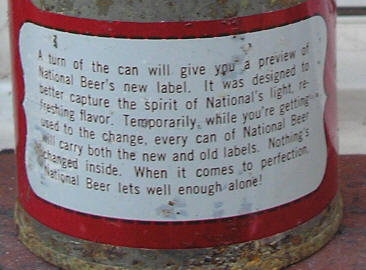 A turn of the can will give you a preview of
National Beer's new label. It was designed to
better capture the spirit of National's light, re-
freshing flavor. Temporarily, while you're getting
used to the change, every can of National Beer
will carry both the new and old labels. Nothing's
changed inside. When it comes to perfection,
National Beer lets well enough alone!